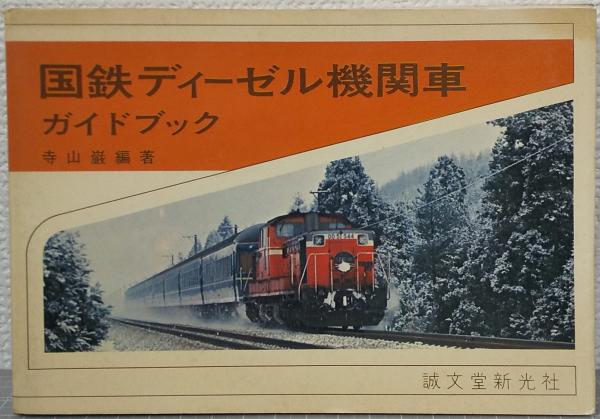 国鉄ディーゼル機関車
ガイドブック
寺山巌編著
誠文堂新光社